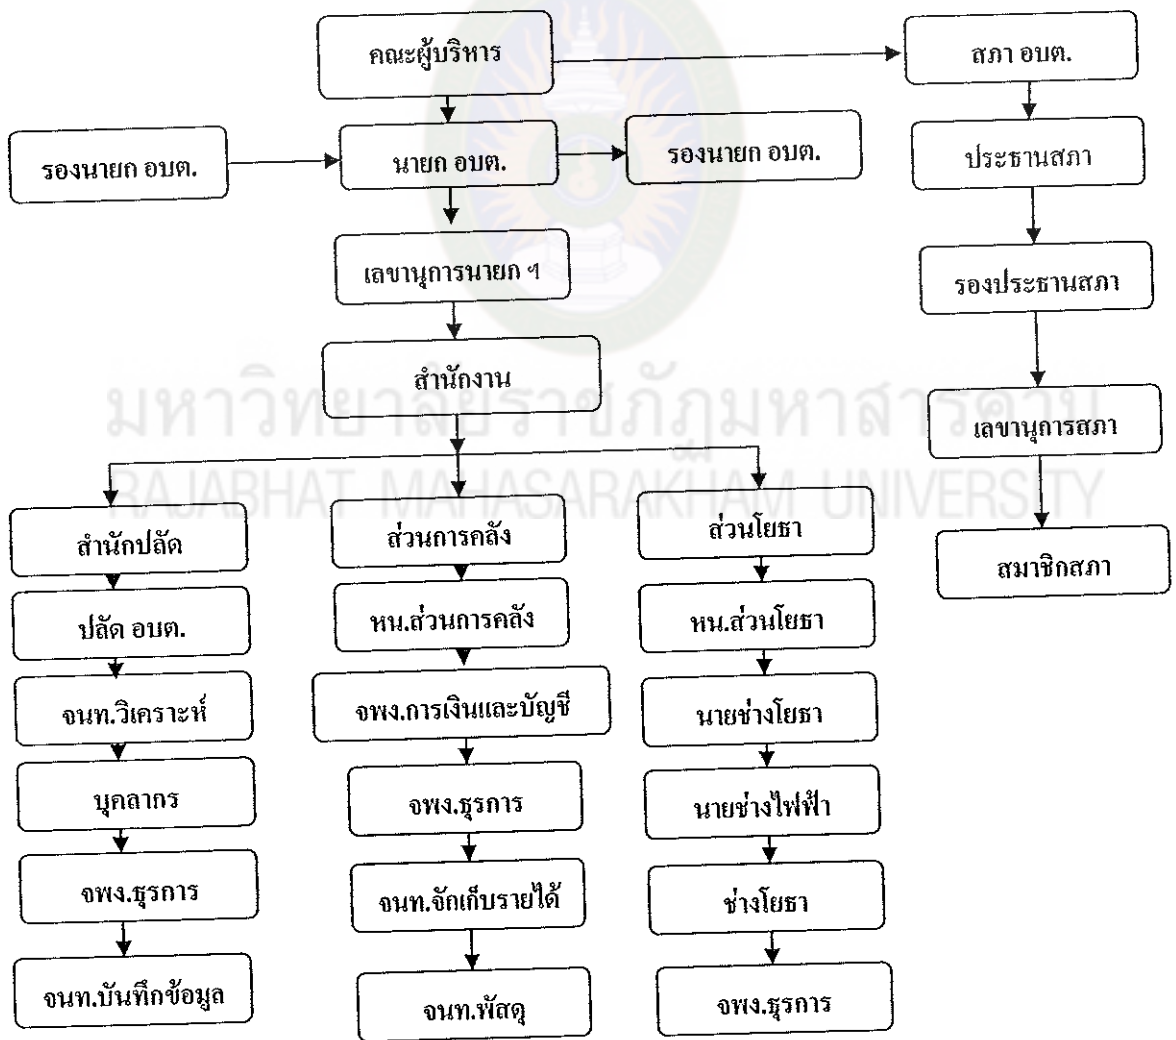 คณะผู้บริหาร
สภา อบต.
รองนายก อบต.
นายก อบต.
รองนายก อบต.
ประธานสภา
เลขานุการนายก ฯ
รองประธานสภา
สำนักงาน
เลขานุการสภา
มหาวิทยาลัยราชภัฏมหาสารคาม
RAJABHAT MAHASARAKHAM UNIVERSITY
สมาชิกสภา
สำนักปลัด
ปลัด อบต.
จนท.วิเคราะห์
บุคลากร
จพง.ธุรการ
จนท.บันทึกข้อมูล
ส่วนการคลัง
หน.ส่วนการคลัง
จพง.การเงินและบัญชี
จพง.ธุรการ
จนท.จักเก็บรายได้
จนท.พัสดุ
ส่วนโยธา
หน.ส่วนโยธา
นายช่างโยธา
นายช่างไฟฟ้า
ช่างโยธา
จพง.ธุรการ